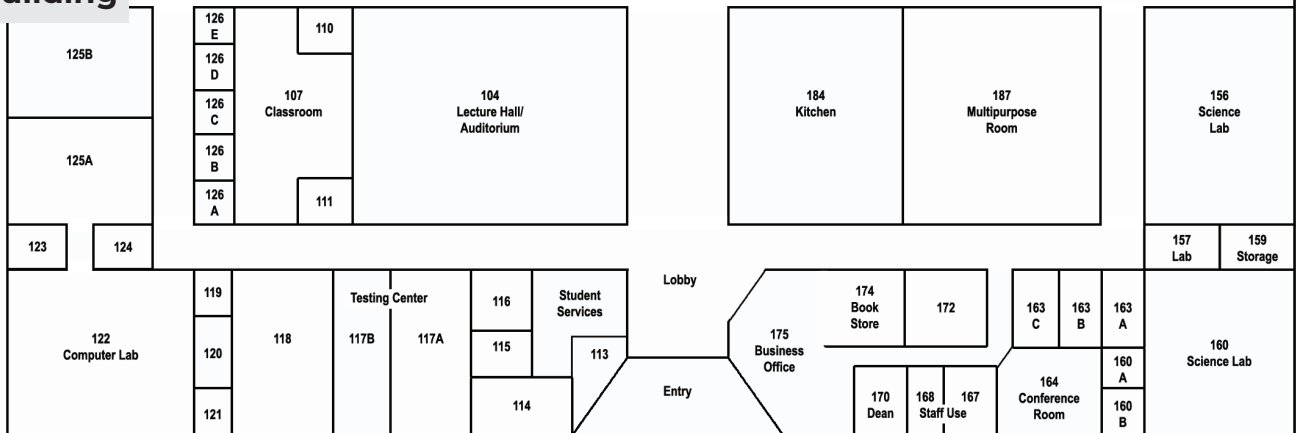 126
E
110
125B
126
D
107
Classroom
126
C
104
Lecture Hall/
Auditorium
184
Kitchen
187
Multipurpose
Room
156
Science
Lab
125A
126
B
126
A
111
123
124
157
Lab
159
Storage
119
Testing Center
116
Student
Services
Lobby
174
Book
Store
172
163
C
163
B
163
A
122
Computer Lab
120
118
117B
117A
115
113
175
Business
Office
160
A
160
Science Lab
121
114
Entry
170
Dean
168
167
Staff Use
164
Conference
Room
160
B